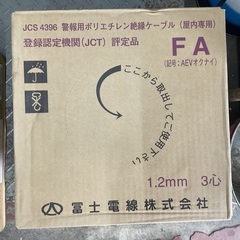 JCS 4396 警報用ポリエチレン絶縁ケーブル(屋内専用)
登録認定機関(JCT)評定品
FA
(記号:AEVオクナイ)
ここから取出してご使用下さい
1.2mm 3心
冨士電線株式会社